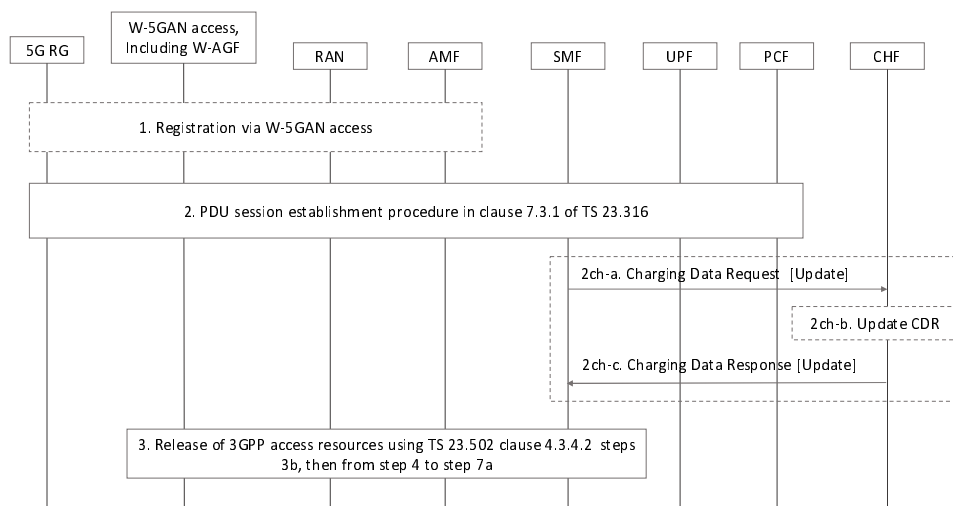 5G RG
W-5GAN access,
Including W-AGF
RAN
AMF
SMF
UPF
PCF
CHF
1. Registration via W-5GAN access
2. PDU session establishment procedure in clause 7.3.1 of TS 23.316
2ch-a. Charging Data Request [Update]
2ch-b. Update CDR
2ch-c. Charging Data Response [Update]
3. Release of 3GPP access resources using TS 23.502 clause 4.3.4.2 steps
3b, then from step 4 to step 7a